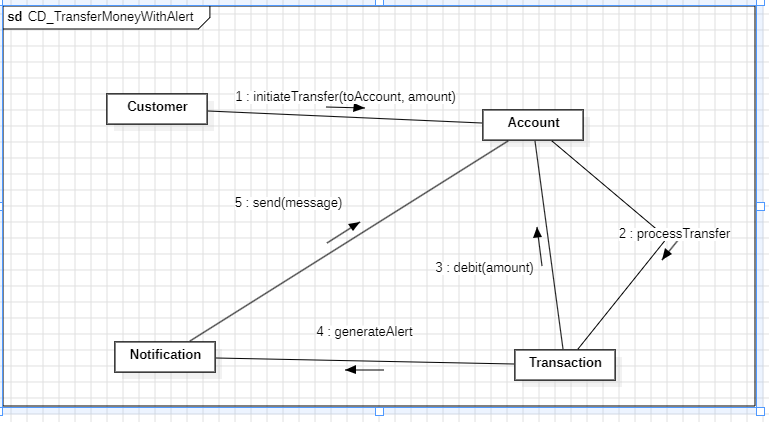 sd CD_TransferMoneyWithAlert
1 : initiateTransfer(toAccount, amount)
Customer
Account
5 : send(message)
2 : processTransfer
3 : debit(amount)
4 : generateAlert
Notification
Transaction